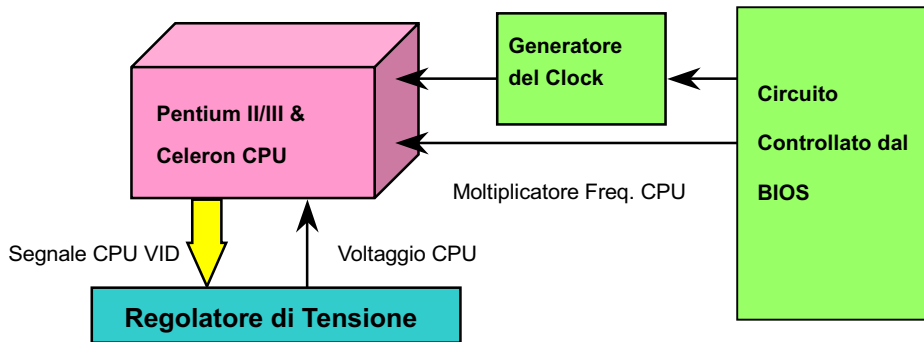 Generatore
del Clock
Pentium II/III &
Celeron CPU
Circuito
Controllato dal
BIOS
Moltiplicatore Freq. CPU
Segnale CPU VID
Voltaggio CPU
Regolatore di Tensione